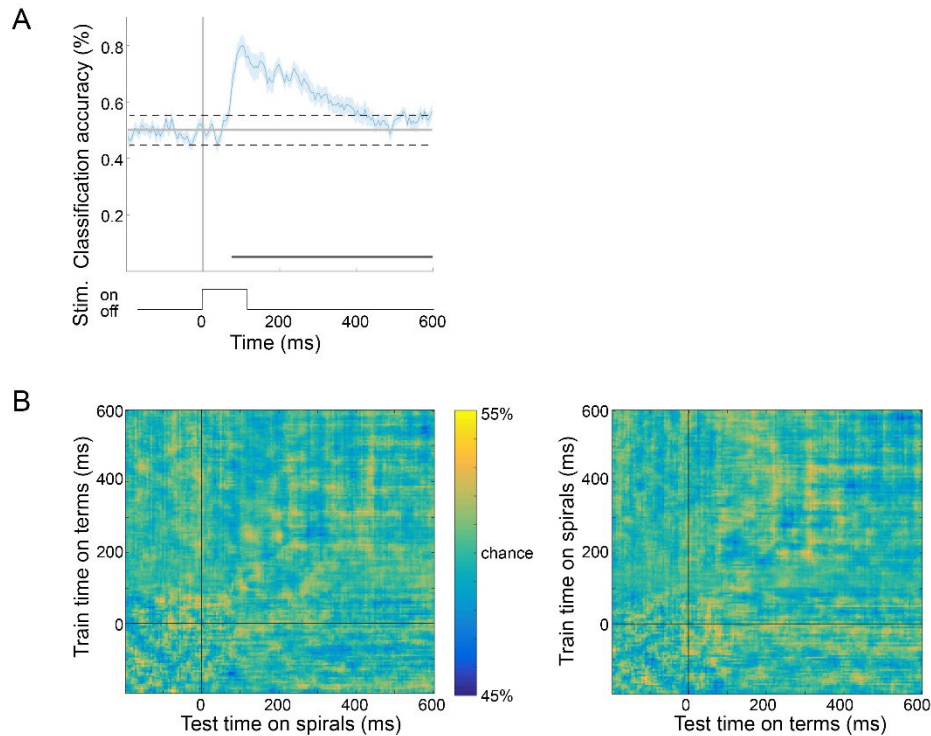 A
Classification accuracy (%)
0.8
0.6
0.4
0.2
Stim.
on
off
0 200 400 600
Time (ms)
B
Train time on terms (ms)
600
400
200
0
0 200 400 600
Test time on spirals (ms)
55%
chance
45%
Train time on spirals (ms)
600
400
200
0
0 200 400 600
Test time on terms (ms)